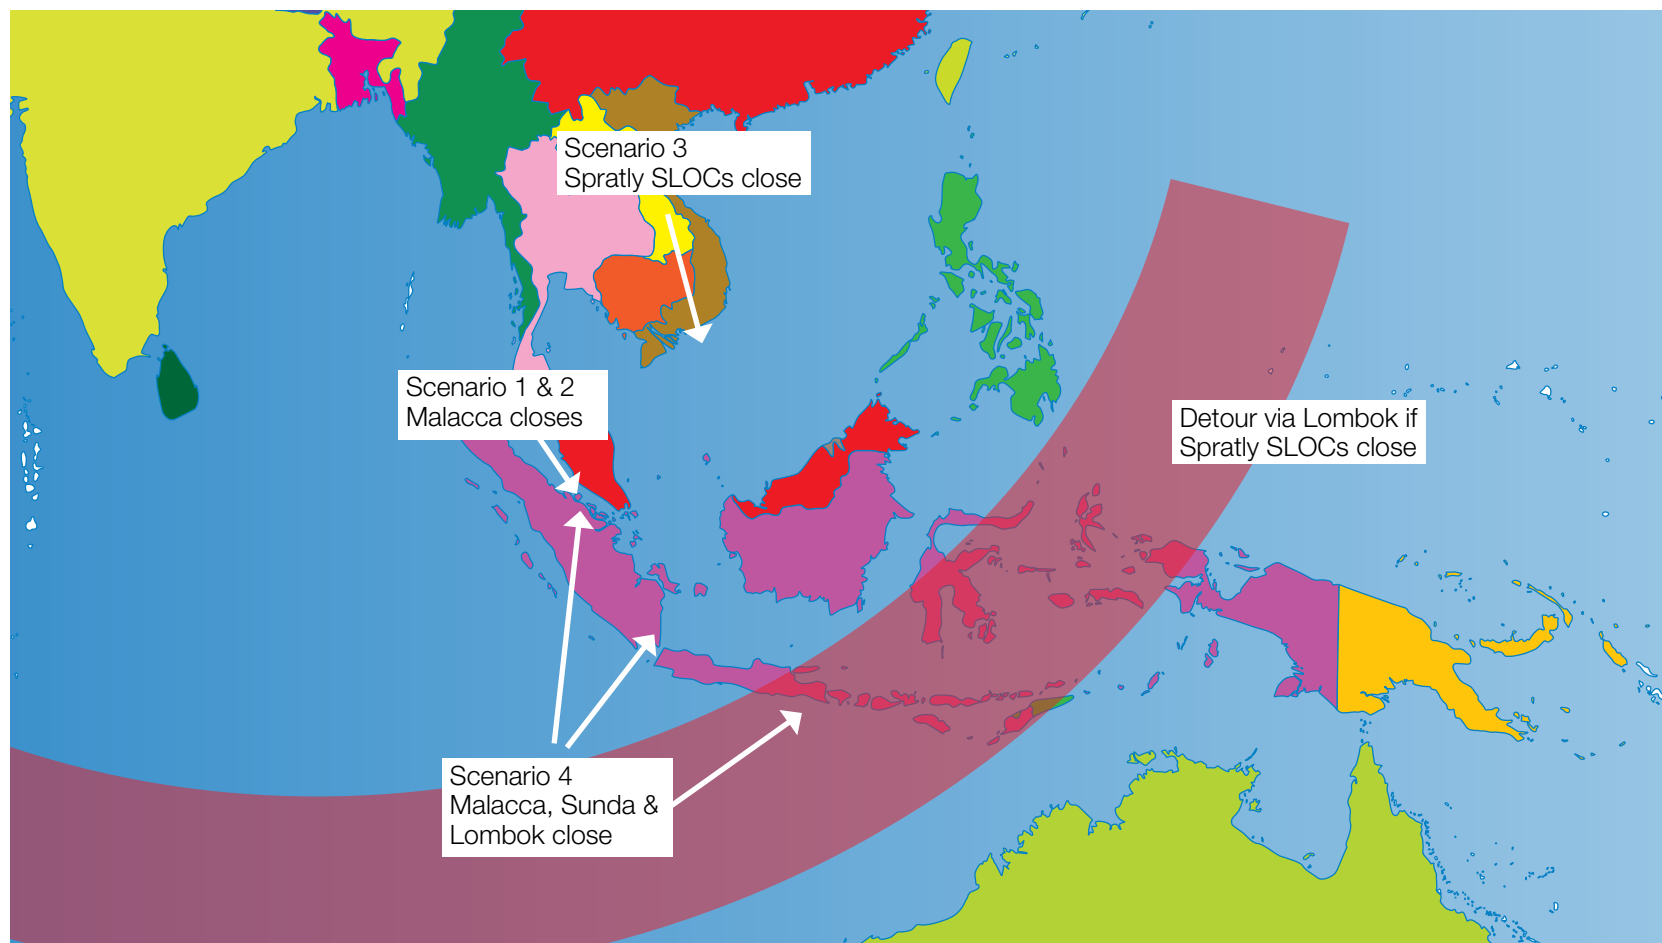 Scenario 3
Spratly SLOCs close
Scenario 1 & 2
Malacca closes
Detour via Lombok if
Spratly SLOCs close
Scenario 4
Malacca, Sunda &
Lombok close